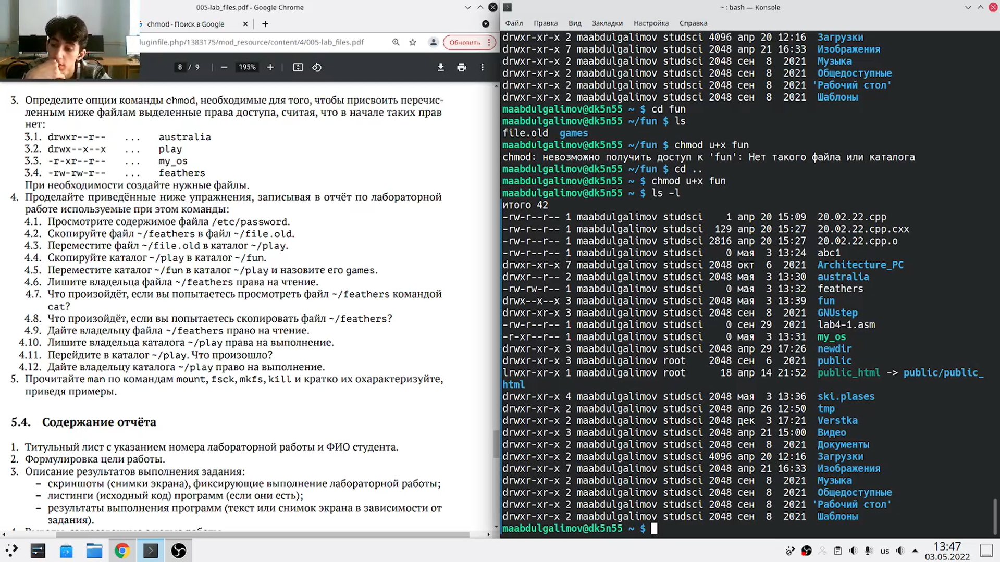 005-lab_files.pdf - Google Chrome
chmod - Поиск в Google
luginfile.php/1383175/mod_resource/content/4/005-lab_files.pdf
Обновить
8 / 9
195%
3. Определите опции команды chmod, необходимые для того, чтобы присвоить перечис-
ленным ниже файлам выделенные права доступа, считая, что в начале таких прав
нет:
3.1. drwxr--r-- ... australia
3.2. drwx--x--x ... play
3.3. -r-xr--r-- ... my_os
3.4. -rw-rw-r-- ... feathers
При необходимости создайте нужные файлы.
4. Проделайте приведённые ниже упражнения, записывая в отчёт по лабораторной
работе используемые при этом команды:
4.1. Просмотрите содержимое файла /etc/password.
4.2. Скопируйте файл ~/feathers в файл ~/file.old.
4.3. Переместите файл ~/file.old в каталог ~/play.
4.4. Скопируйте каталог ~/play в каталог ~/fun.
4.5. Переместите каталог ~/fun в каталог ~/play и назовите его games.
4.6. Лишите владельца файла ~/feathers права на чтение.
4.7. Что произойдёт, если вы попытаетесь просмотреть файл ~/feathers командой
cat?
4.8. Что произойдёт, если вы попытаетесь скопировать файл ~/feathers?
4.9. Дайте владельцу файла ~/feathers право на чтение.
4.10. Лишите владельца каталога ~/play права на выполнение.
4.11. Перейдите в каталог ~/play. Что произошло?
4.12. Дайте владельцу каталога ~/play право на выполнение.
5. Прочитайте man по командам mount, fsck, mkfs, kill и кратко их охарактеризуйте,
приведя примеры.
5.4. Содержание отчёта
1. Титульный лист с указанием номера лабораторной работы и ФИО студента.
2. Формулировка цели работы.
3. Описание результатов выполнения задания:
– скриншоты (снимки экрана), фиксирующие выполнение лабораторной работы;
– листинги (исходный код) программ (если они есть);
– результаты выполнения программ (текст или снимок экрана в зависимости от
задания).
~ : bash — Konsole
Файл Правка Вид Закладки Настройка Справка
drwxr-xr-x 2 maabdulgalimov studsci 4096 апр 20 12:16 Загрузки
drwxr-xr-x 7 maabdulgalimov studsci 2048 апр 21 16:33 Изображения
drwxr-xr-x 2 maabdulgalimov studsci 2048 сен 8 2021 Музыка
drwxr-xr-x 2 maabdulgalimov studsci 2048 сен 8 2021 Общедоступные
drwxr-xr-x 2 maabdulgalimov studsci 2048 сен 8 2021 'Рабочий стол'
drwxr-xr-x 2 maabdulgalimov studsci 2048 сен 8 2021 Шаблоны
maabdulgalimov@dk5n55 ~ $ cd fun
maabdulgalimov@dk5n55 ~/fun $ ls
file.old games
maabdulgalimov@dk5n55 ~/fun $ chmod u+x fun
chmod: невозможно получить доступ к 'fun': Нет такого файла или каталога
maabdulgalimov@dk5n55 ~/fun $ cd ..
maabdulgalimov@dk5n55 ~ $ chmod u+x fun
maabdulgalimov@dk5n55 ~ $ ls -l
итого 42
-rw-r--r-- 1 maabdulgalimov studsci 1 апр 20 15:09 20.02.22.cpp
-rw-r--r-- 1 maabdulgalimov studsci 129 апр 20 15:27 20.02.22.cpp.cxx
-rw-r--r-- 1 maabdulgalimov studsci 2816 апр 20 15:27 20.02.22.cpp.o
-rw-r--r-- 1 maabdulgalimov studsci 0 мая 3 13:24 abc1
drwxr-xr-x 7 maabdulgalimov studsci 2048 окт 6 2021 Architecture_PC
drwxr--r-- 2 maabdulgalimov studsci 2048 мая 3 13:30 australia
-rw-rw-r-- 1 maabdulgalimov studsci 0 мая 3 13:32 feathers
drwx--x--x 3 maabdulgalimov studsci 2048 мая 3 13:39 fun
drwxr-xr-x 3 maabdulgalimov studsci 2048 сен 8 2021 GNUstep
-rw-r--r-- 1 maabdulgalimov studsci 0 сен 29 2021 lab4-1.asm
-r-xr--r-- 1 maabdulgalimov studsci 0 мая 3 13:31 my_os
drwxr-xr-x 3 maabdulgalimov studsci 2048 апр 29 17:26 newdir
drwxr-xr-x 3 maabdulgalimov root 2048 сен 6 2021 public
lrwxr-xr-x 1 maabdulgalimov root 18 апр 14 21:52 public_html -> public/public_
html
drwxr-xr-x 4 maabdulgalimov studsci 2048 мая 3 13:36 ski.plases
drwxr-xr-x 2 maabdulgalimov studsci 2048 апр 26 12:50 tmp
drwxr-xr-x 2 maabdulgalimov studsci 2048 дек 3 17:21 Verstka
drwxr-xr-x 3 maabdulgalimov studsci 2048 апр 21 15:00 Видео
drwxr-xr-x 2 maabdulgalimov studsci 2048 сен 8 2021 Документы
drwxr-xr-x 2 maabdulgalimov studsci 4096 апр 20 12:16 Загрузки
drwxr-xr-x 7 maabdulgalimov studsci 2048 апр 21 16:33 Изображения
drwxr-xr-x 2 maabdulgalimov studsci 2048 сен 8 2021 Музыка
drwxr-xr-x 2 maabdulgalimov studsci 2048 сен 8 2021 Общедоступные
drwxr-xr-x 2 maabdulgalimov studsci 2048 сен 8 2021 'Рабочий стол'
drwxr-xr-x 2 maabdulgalimov studsci 2048 сен 8 2021 Шаблоны
maabdulgalimov@dk5n55 ~ $
us
13:47
03.05.2022